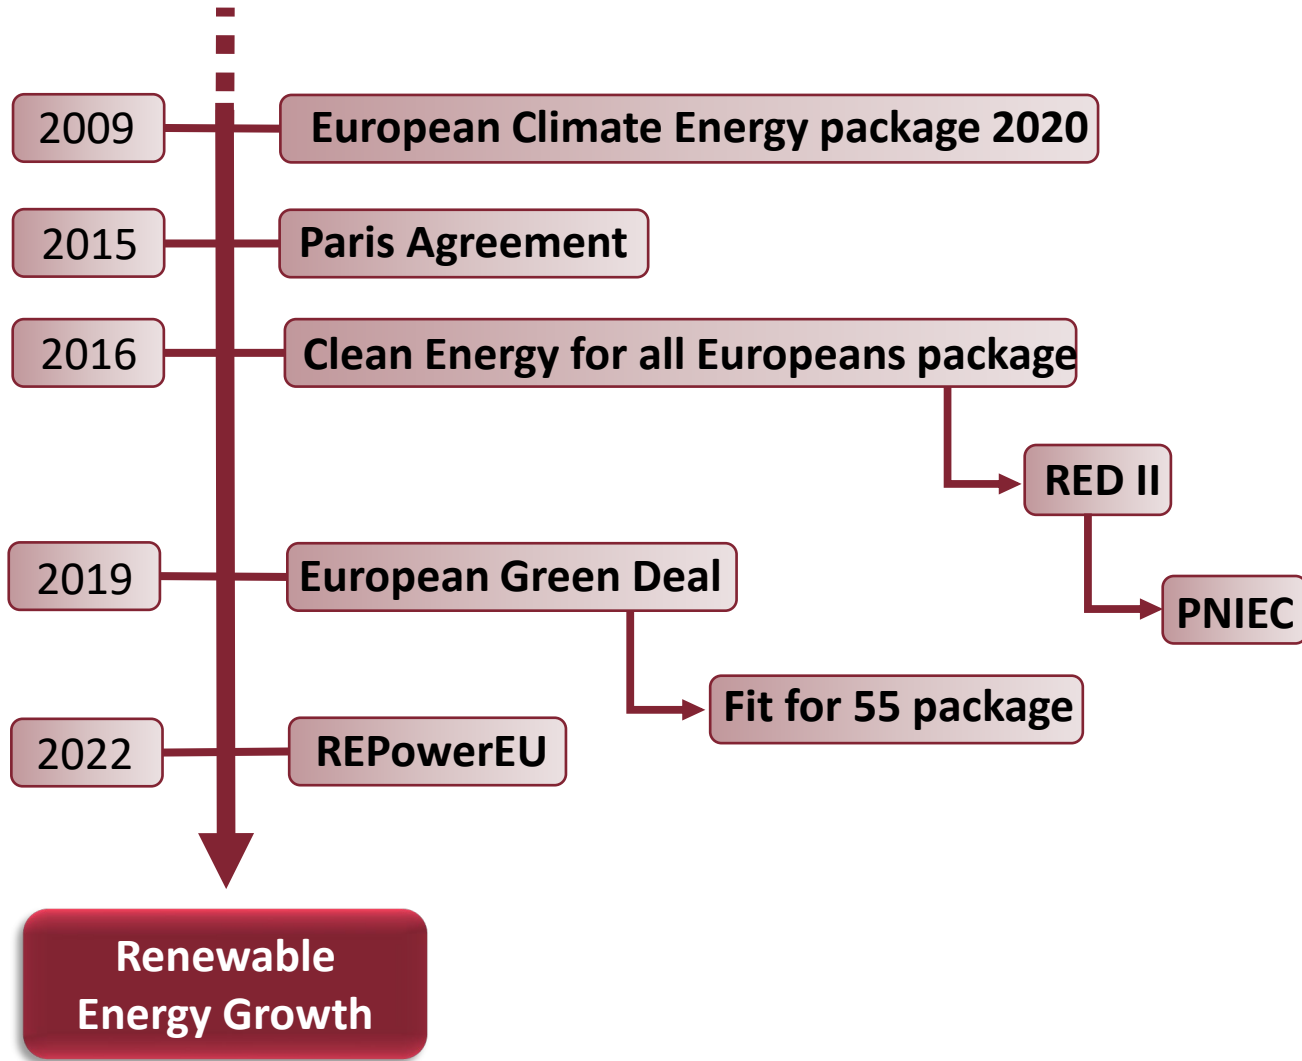 2009
European Climate Energy package 2020
2015
Paris Agreement
2016
Clean Energy for all Europeans package
RED II
2019
European Green Deal
PNIEC
Fit for 55 package
2022
REPowerEU
Renewable
Energy Growth